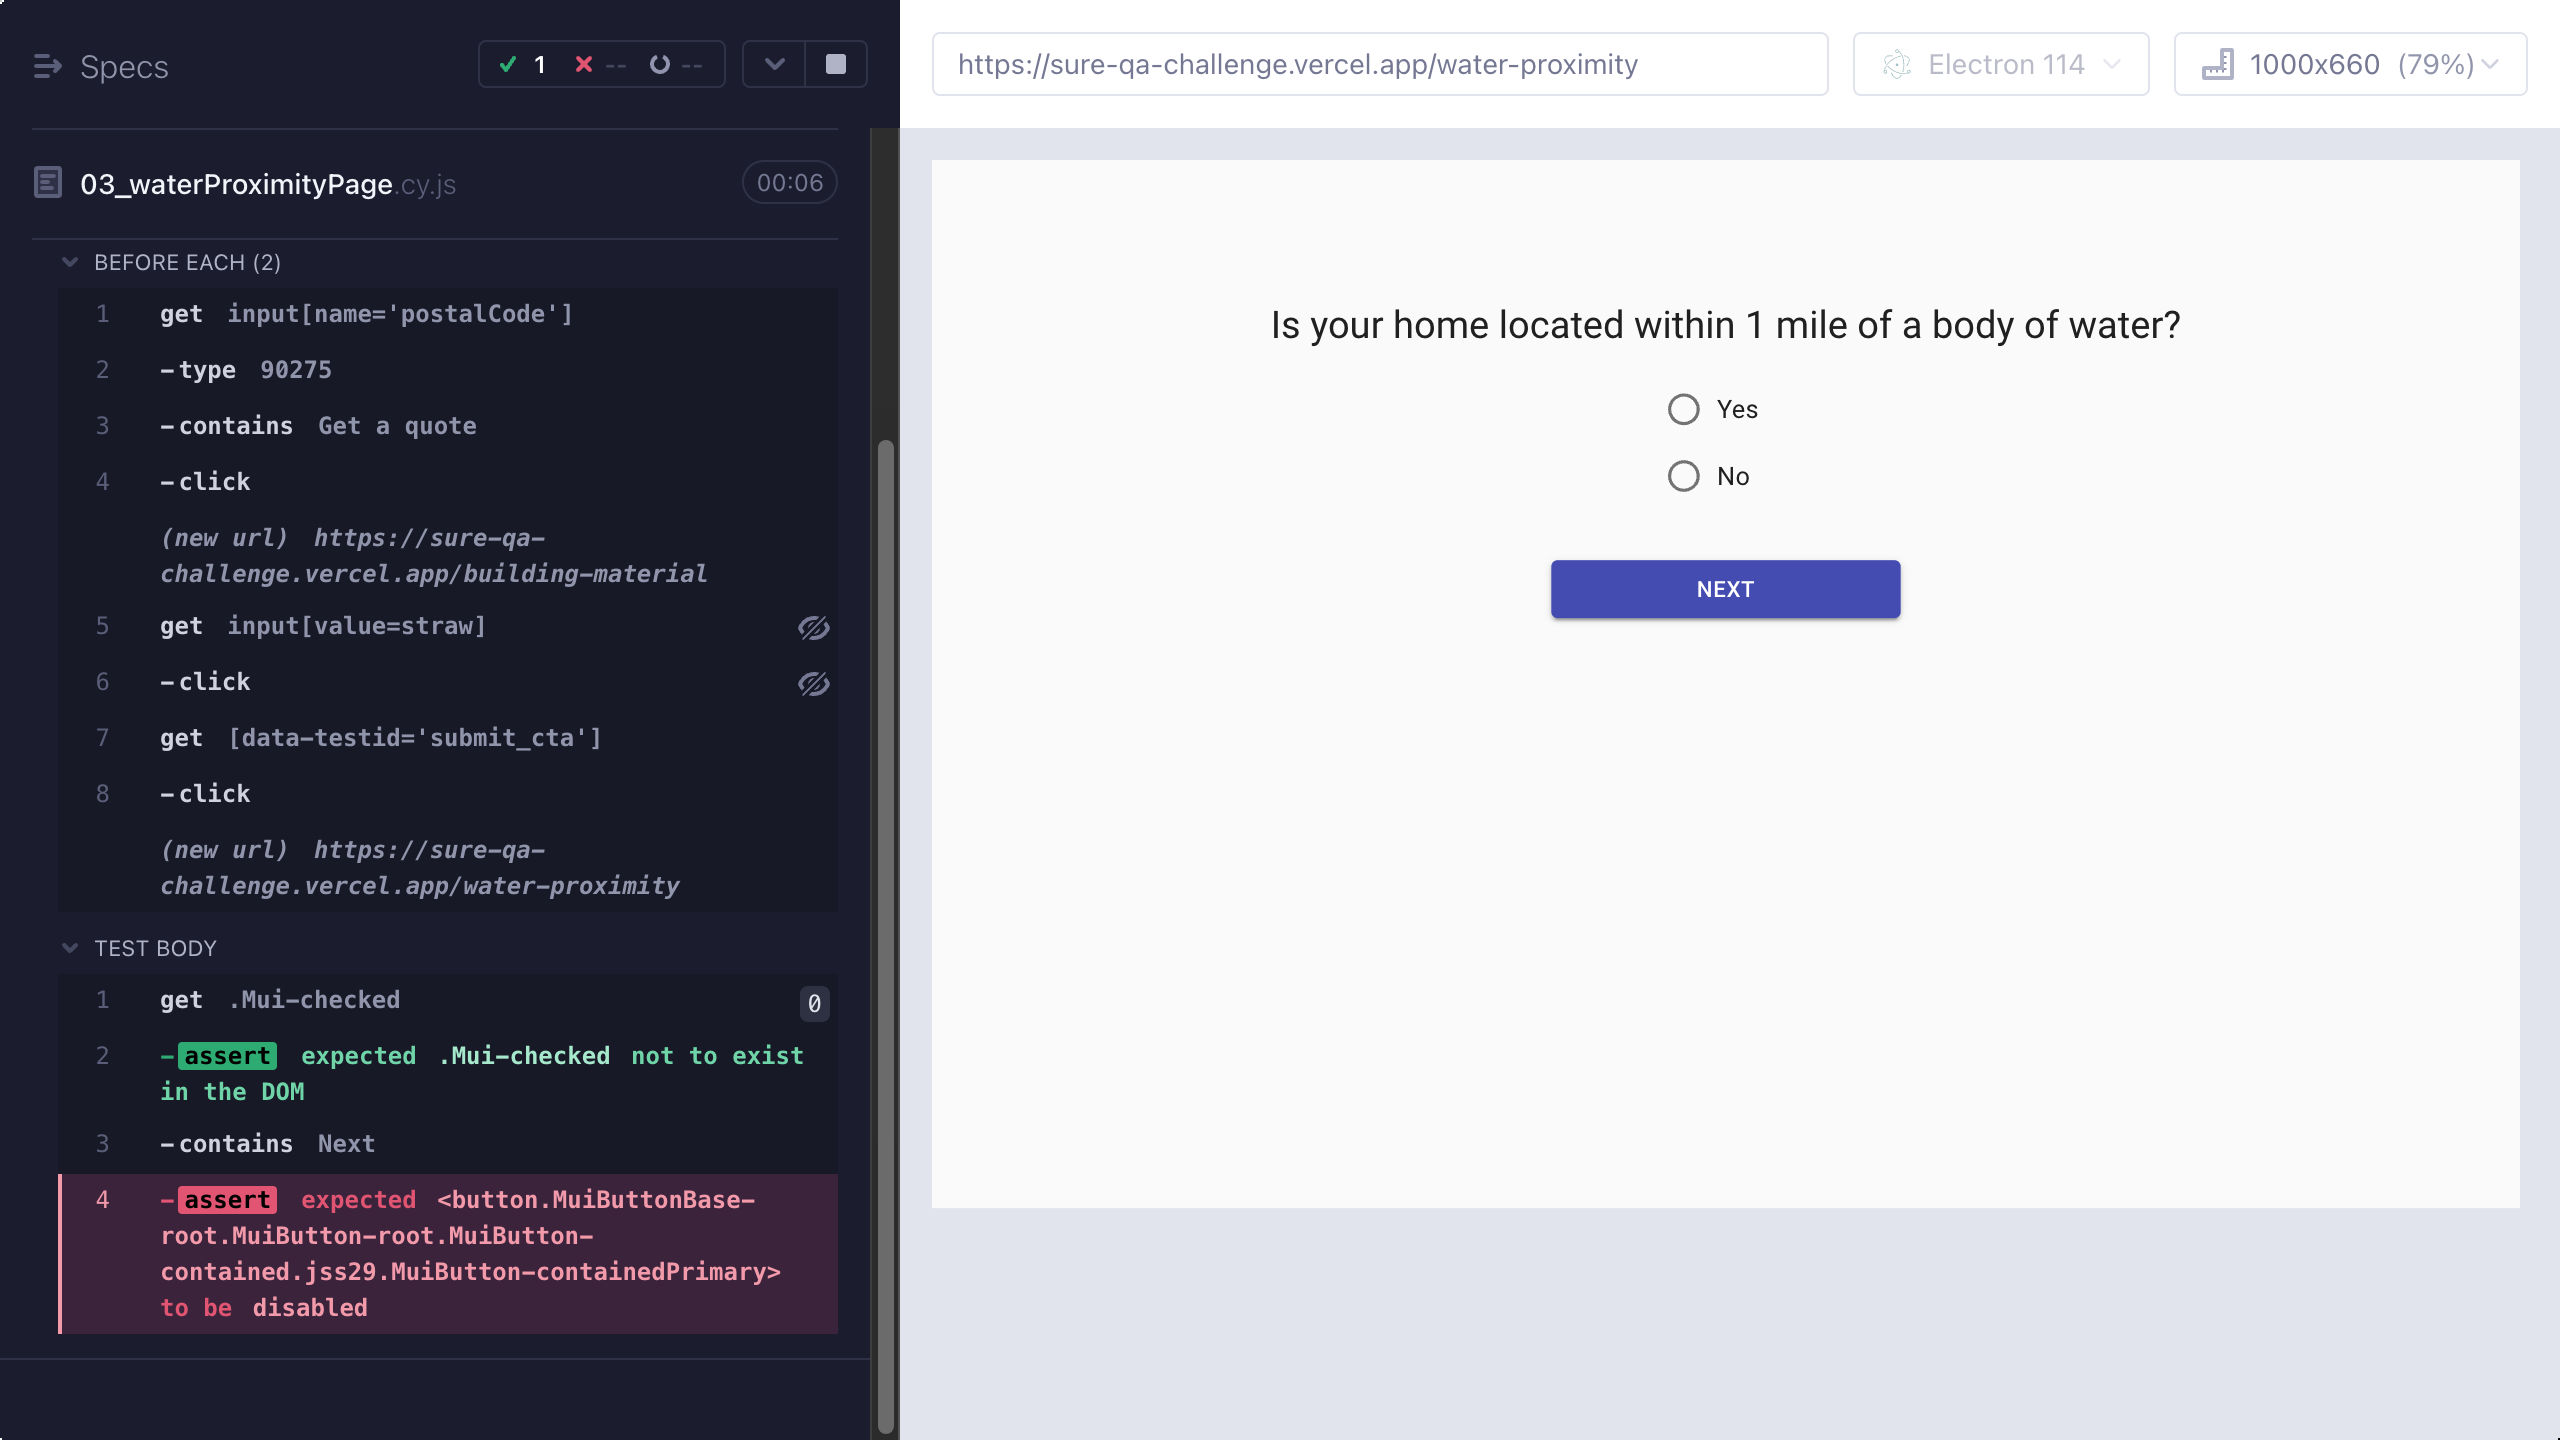 Specs
1
--
--
https://sure-qa-challenge.vercel.app/water-proximity
Electron 114
1000x660 (79%)
03_waterProximityPage.cy.js
00:06
BEFORE EACH (2)
1 get input[name='postalCode']
2 -type 90275
3 -contains Get a quote
4 -click
(new url) https://sure-qa-
challenge.vercel.app/building-material
5 get input[value=straw]
6 -click
7 get [data-testid='submit_cta']
8 -click
(new url) https://sure-qa-
challenge.vercel.app/water-proximity
TEST BODY
1 get .Mui-checked 0
2 -assert expected .Mui-checked not to exist
in the DOM
3 -contains Next
4 -assert expected <button.MuiButtonBase-
root.MuiButton-root.MuiButton-
contained.jss29.MuiButton-containedPrimary>
to be disabled
Is your home located within 1 mile of a body of water?
Yes
No
NEXT